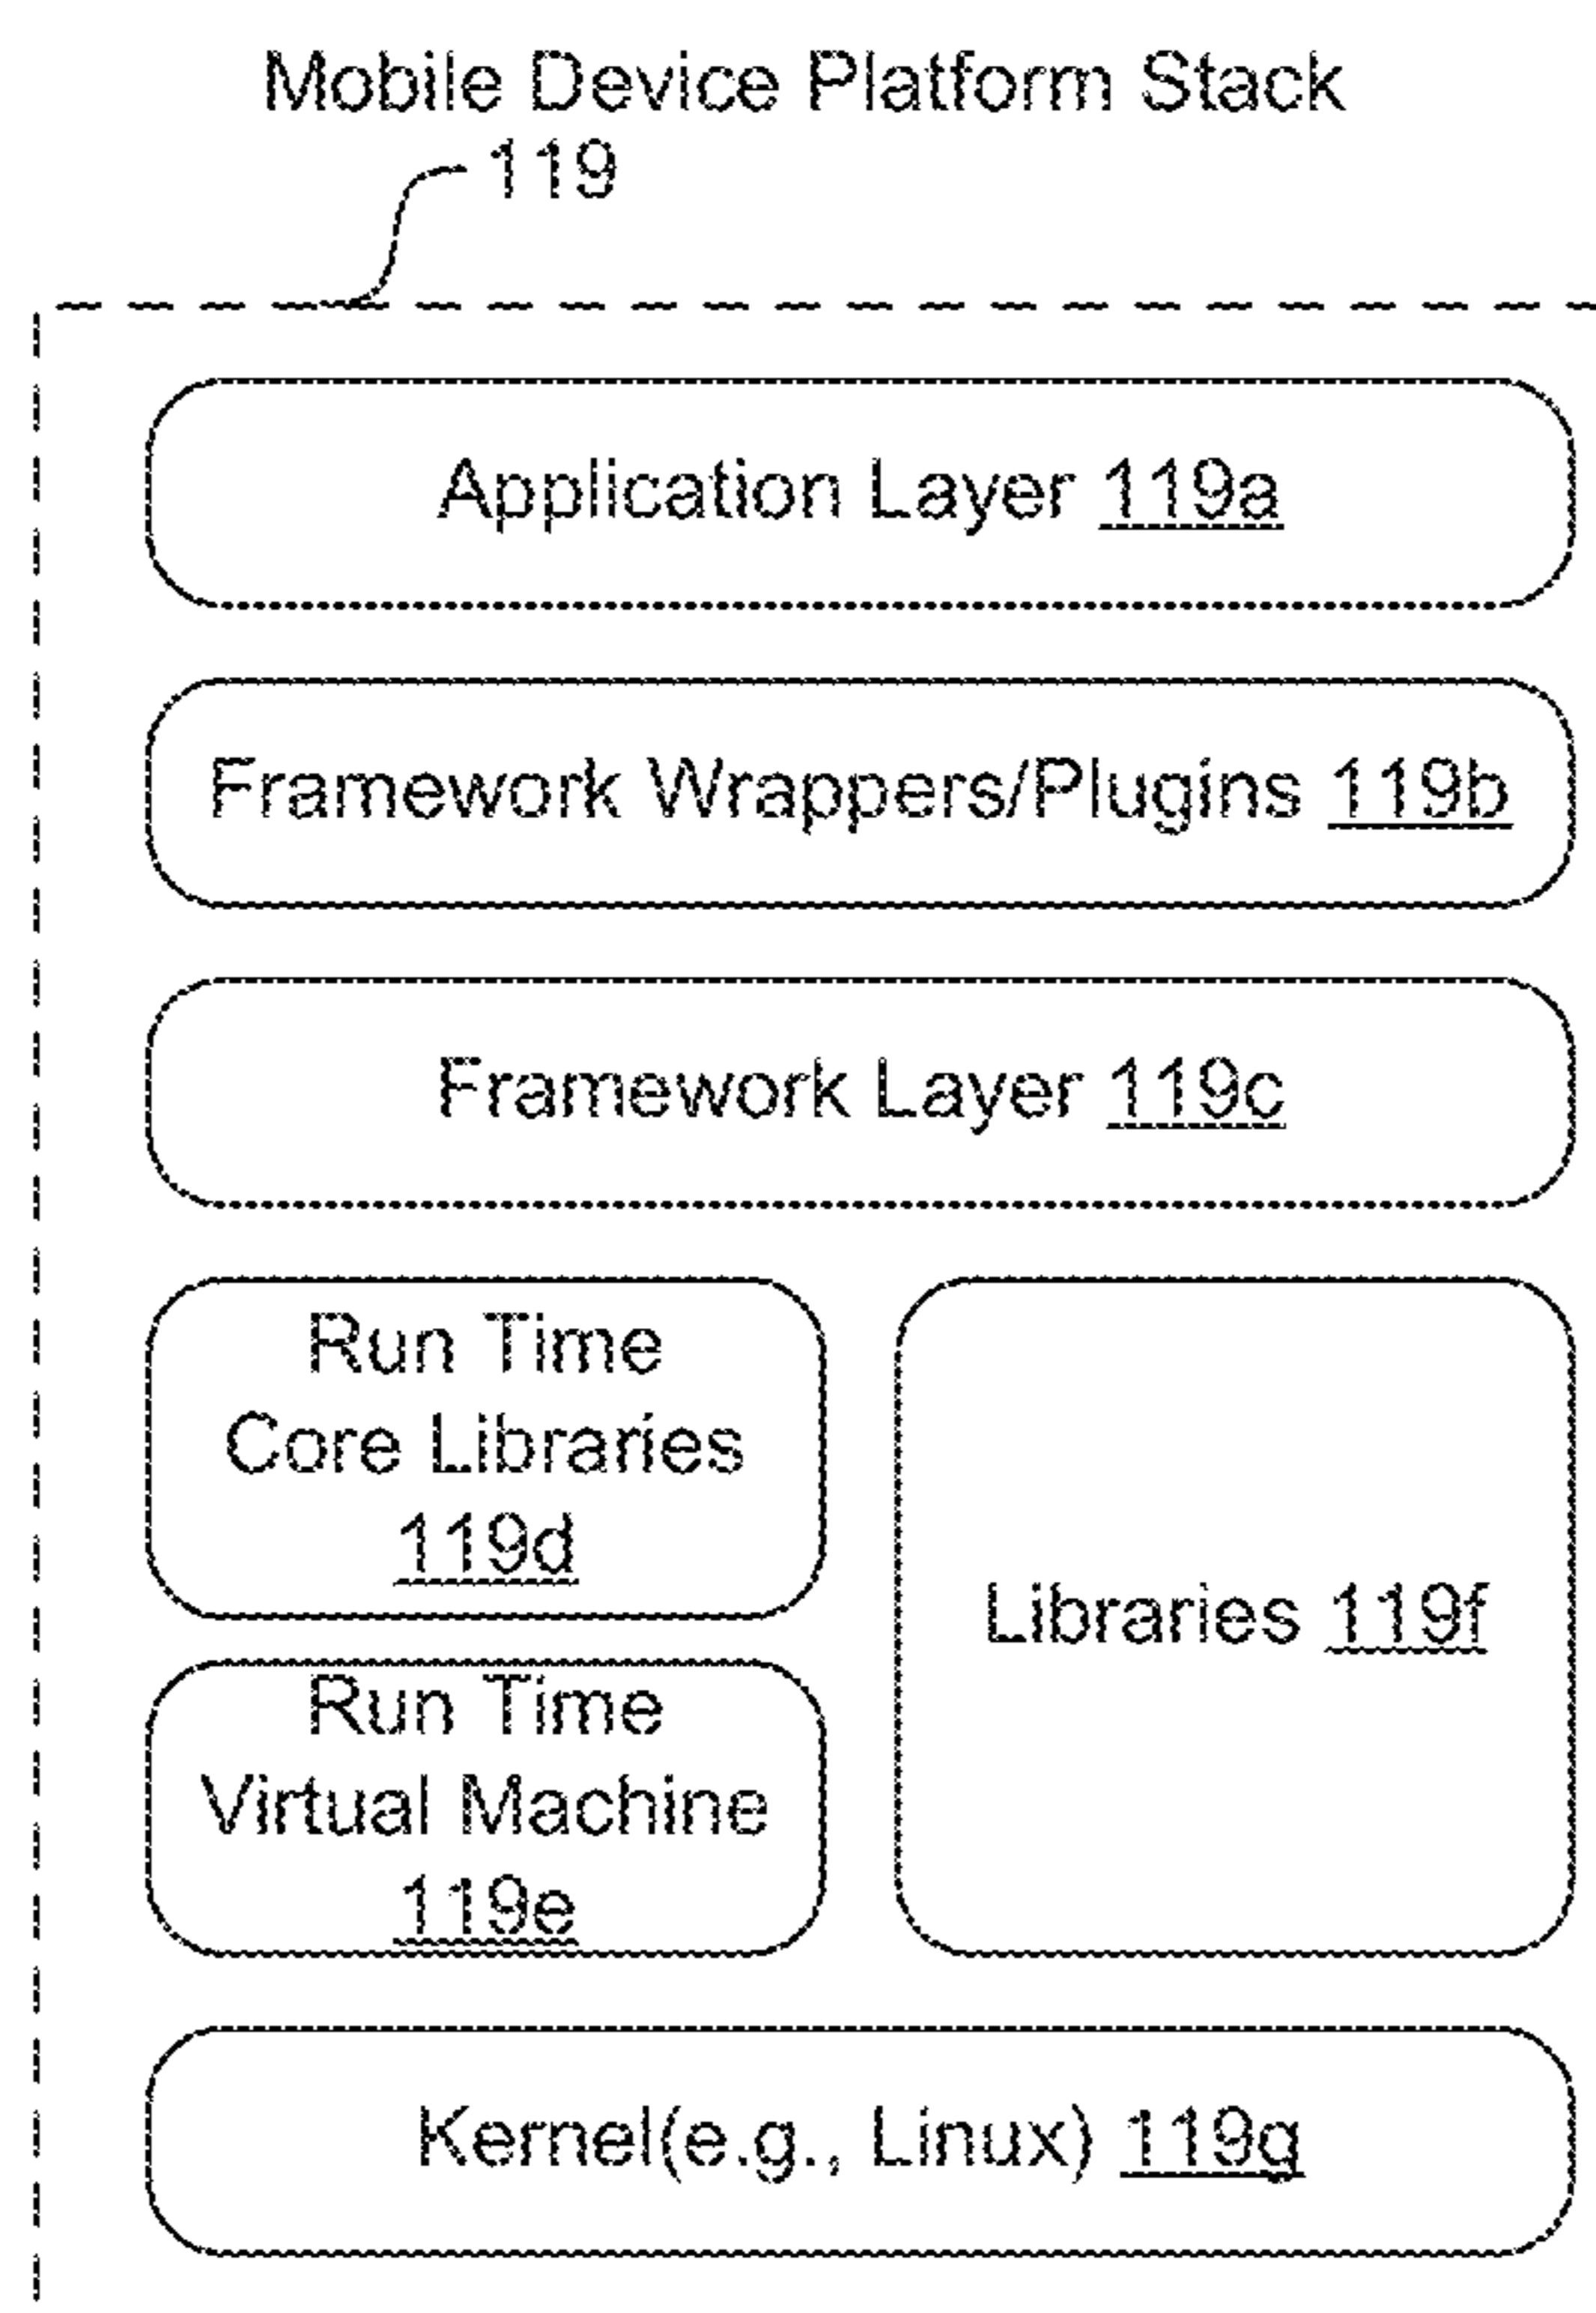 Mobile Device Platform Stack
119
Application Layer 119a
Framework Wrappers/Plugins 119b
Framework Layer 119c
Run Time
Core Libraries
119d
Run Time
Virtual Machine
119e
Libraries 119f
Kernel(e.g., Linux) 119g